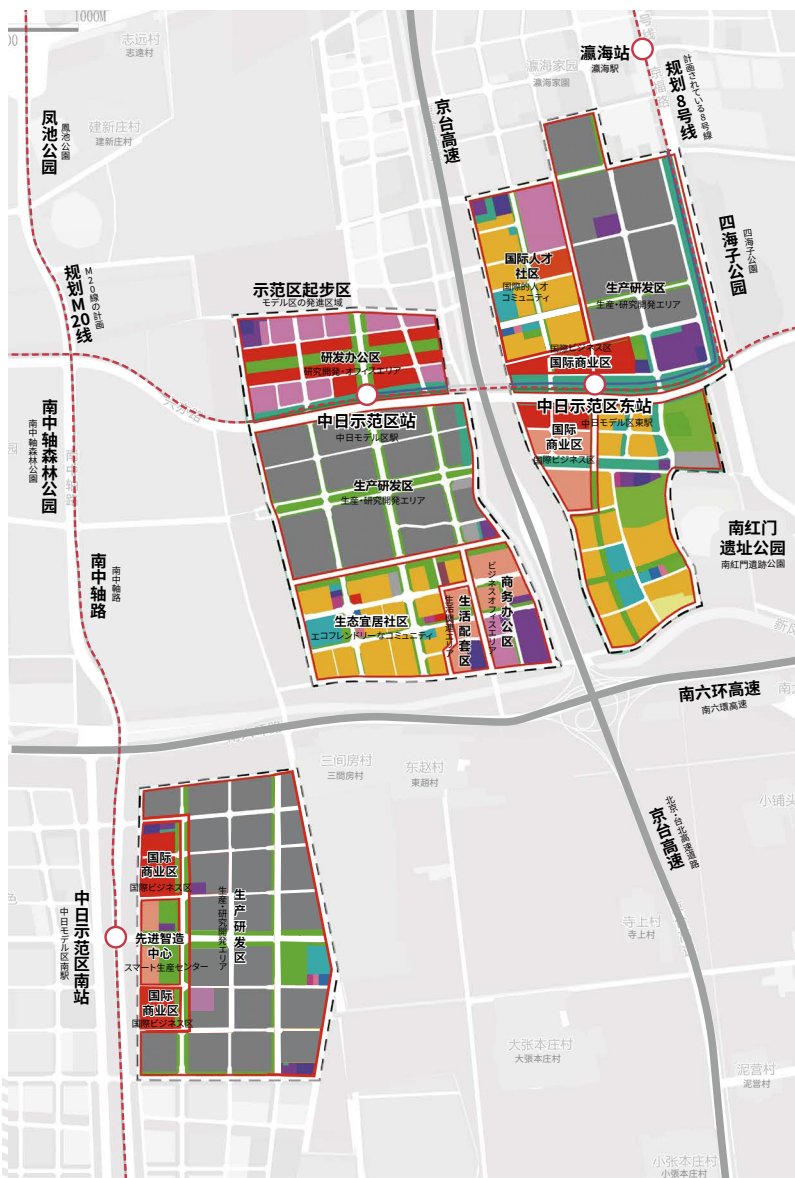 1000M
00
志远村
志遠村
瀛海站
瀛海駅
瀛海家园
瀛海家園
号线
京福路
规划8号线
計画されている8号線
京台高速
凤池公园
鳳池公園
建新庄村
建新庄村
四海子公园
四海子公園
国际人才
社区
国際的人才
コミュニティ
生产研发区
生産・研究開発エリア
规划M20线
M20線の計画
示范区起步区
モデル区の発進区域
研发办公区
研究開発・オフィスエリア
国際ビジネス区
国际商业区
中日示范区站
中日モデル区駅
中日示范区东站
中日モデル区東駅
国际
商业区
国際ビジネス区
南中轴森林公园
南中軸森林公園
南中轴路
园
生产研发区
生産・研究開発エリア
南红门
遗址公园
南紅門遺跡公園
南中轴路
南中軸路
生态宜居社区
エコフレンドリーなコミュニティ
生活配套区
生活関連エリア
商务办公区
ビジネスオフィスエリア
南六环高速
南六環高速
三间房村
三間房村
东赵村
東趙村
小铺头
京台高速
北京・台北高速道路
国际
商业区
国際ビジネス区
生产研发区
生産・研究開発エリア
中日示范区南站
中日モデル区南駅
先进智造
中心
スマート生産センター
国际
商业区
国際ビジネス区
寺上村
寺上村
大张本庄村
大張本庄村
泥营村
泥営村
小张本庄村
小張本庄村